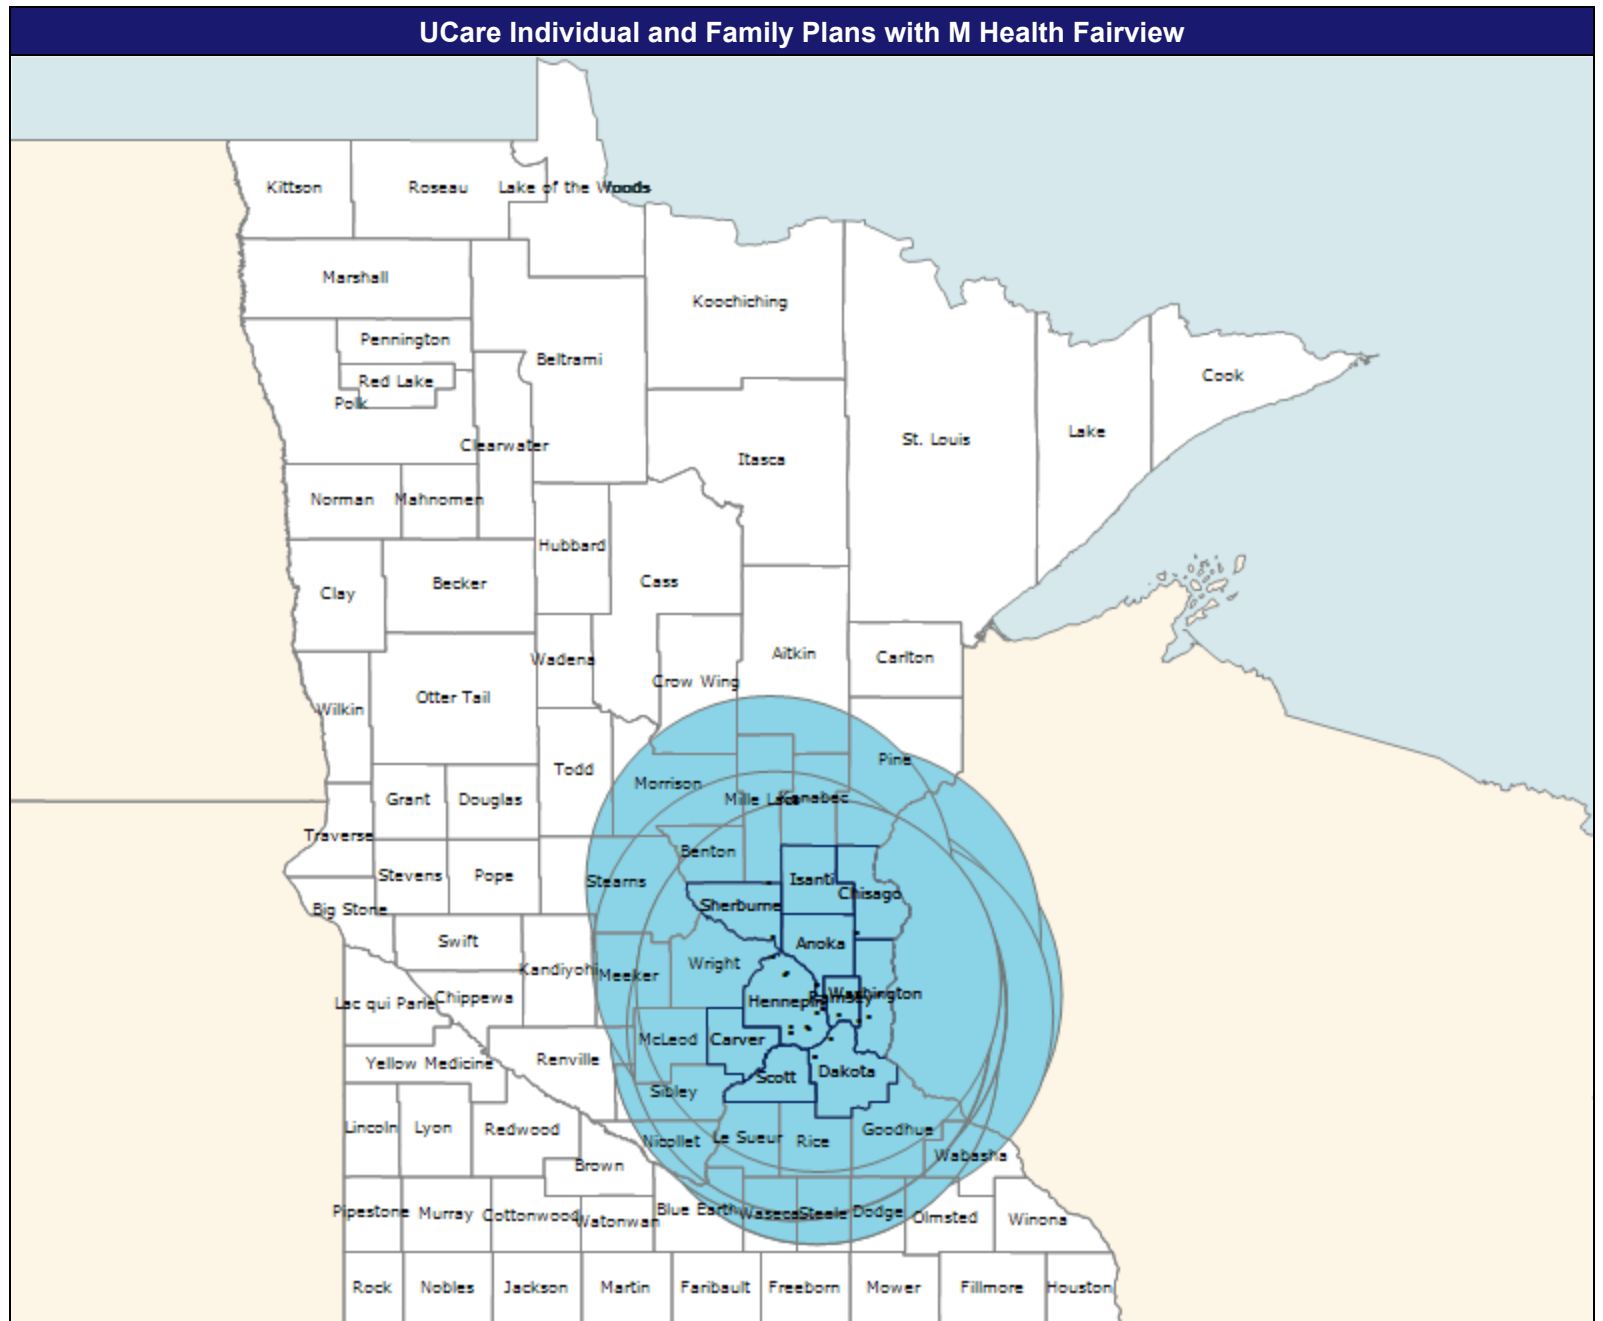 UCare Individual and Family Plans with M Health Fairview
Kittson
Roseau
Lake of the Woods
Marshall
Koochiching
Pennington
Beltrami
Red Lake
Polk
Cook
Lake
St. Louis
Clearwater
Itasca
Norman
Mahnomen
Hubbard
Cass
Becker
Clay
Aitkin
Carlton
Wadena
Crow Wing
Otter Tail
Wilkin
Pine
Todd
Morrison
Mille Lacs
Kanabec
Grant
Douglas
Traverse
Benton
Stevens
Pope
Stearns
Isanti
Chisago
Sherburne
Big Stone
Swift
Anoka
Wright
Kandiyohi
Meeker
Washington
Ramsey
Hennepin
Lac qui Parle
Chippewa
McLeod
Carver
Renville
Yellow Medicine
Dakota
Scott
Sibley
Lincoln
Lyon
Redwood
Nicollet
Le Sueur
Rice
Goodhue
Wabasha
Brown
Pipestone
Murray
Cottonwood
Watonwan
Blue Earth
Waseca
Steele
Dodge
Olmsted
Winona
Rock
Nobles
Jackson
Martin
Faribault
Freeborn
Mower
Fillmore
Houston